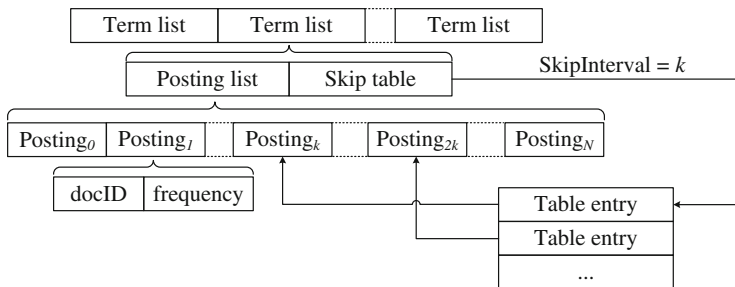 Term list Term list Term list
Posting list Skip table SkipInterval = k
Posting0 Posting1 Postingk Posting2k PostingN
docID frequency
Table entry
Table entry
...